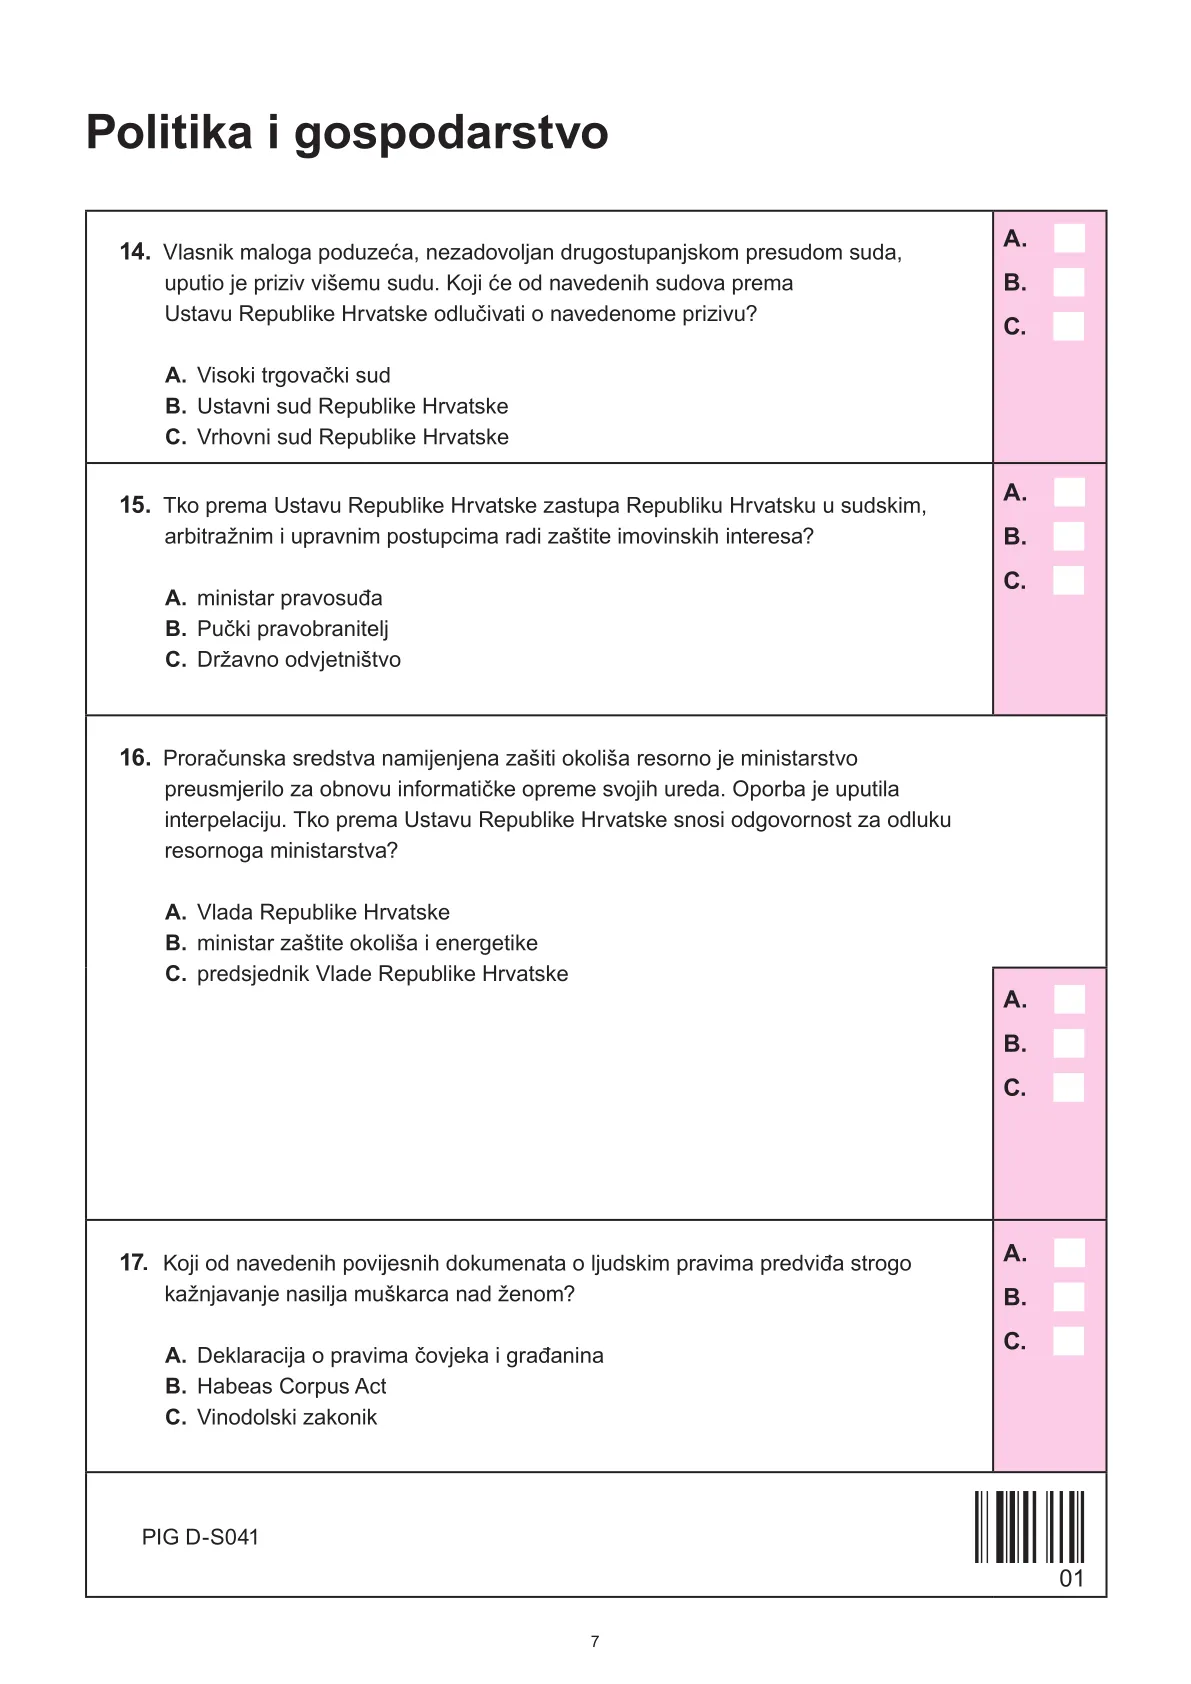 Politika i gospodarstvo
14. Vlasnik maloga poduzeća, nezadovoljan drugostupanjskom presudom suda,
uputio je priziv višemu sudu. Koji će od navedenih sudova prema
Ustavu Republike Hrvatske odlučivati o navedenome prizivu?
A. Visoki trgovački sud
B. Ustavni sud Republike Hrvatske
C. Vrhovni sud Republike Hrvatske
A.
B.
C.
15. Tko prema Ustavu Republike Hrvatske zastupa Republiku Hrvatsku u sudskim,
arbitražnim i upravnim postupcima radi zaštite imovinskih interesa?
A. ministar pravosuđa
B. Pučki pravobranitelj
C. Državno odvjetništvo
A.
B.
C.
16. Proračunska sredstva namijenjena zašiti okoliša resorno je ministarstvo
preusmjerilo za obnovu informatičke opreme svojih ureda. Oporba je uputila
interpelaciju. Tko prema Ustavu Republike Hrvatske snosi odgovornost za odluku
resornoga ministarstva?
A. Vlada Republike Hrvatske
B. ministar zaštite okoliša i energetike
C. predsjednik Vlade Republike Hrvatske
A.
B.
C.
17. Koji od navedenih povijesnih dokumenata o ljudskim pravima predviđa strogo
kažnjavanje nasilja muškarca nad ženom?
A. Deklaracija o pravima čovjeka i građanina
B. Habeas Corpus Act
C. Vinodolski zakonik
A.
B.
C.
PIG D-S041
01
7